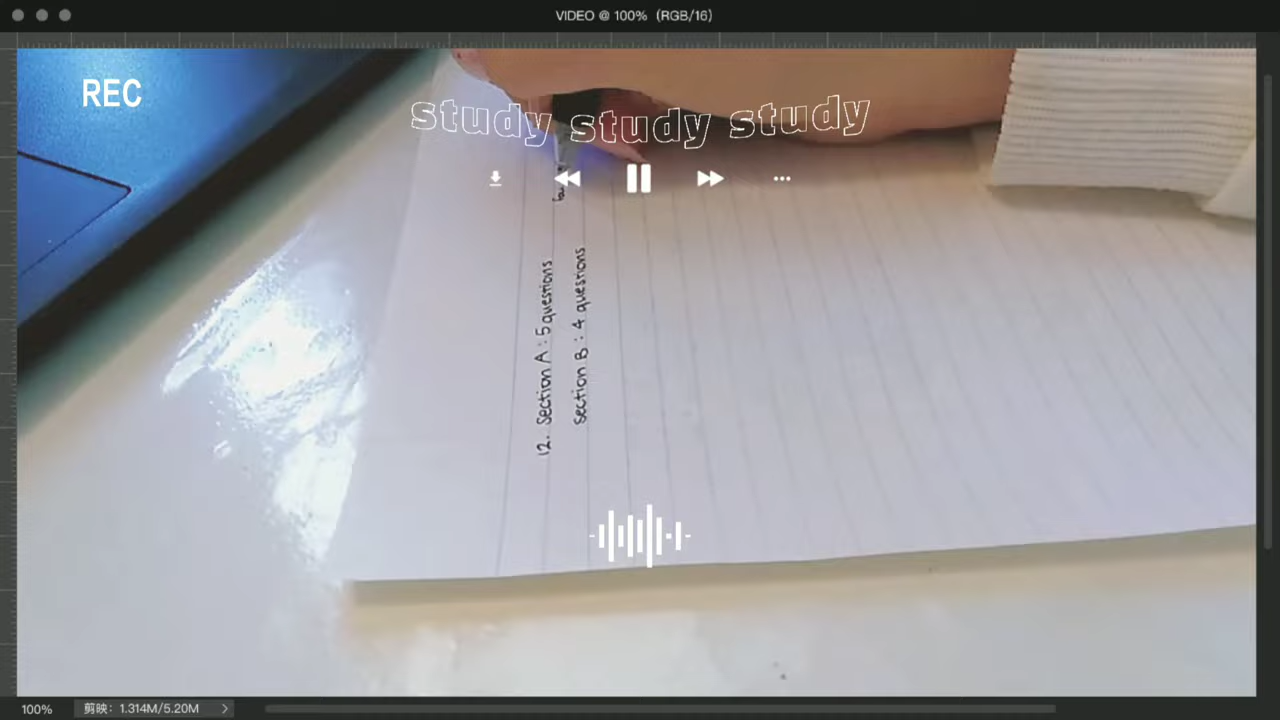 VIDEO @ 100% (RGB/16)
REC
study study study
12. Section A : 5 questions
Section B : 4 questions
100%
剪映: 1.314M/5.20M